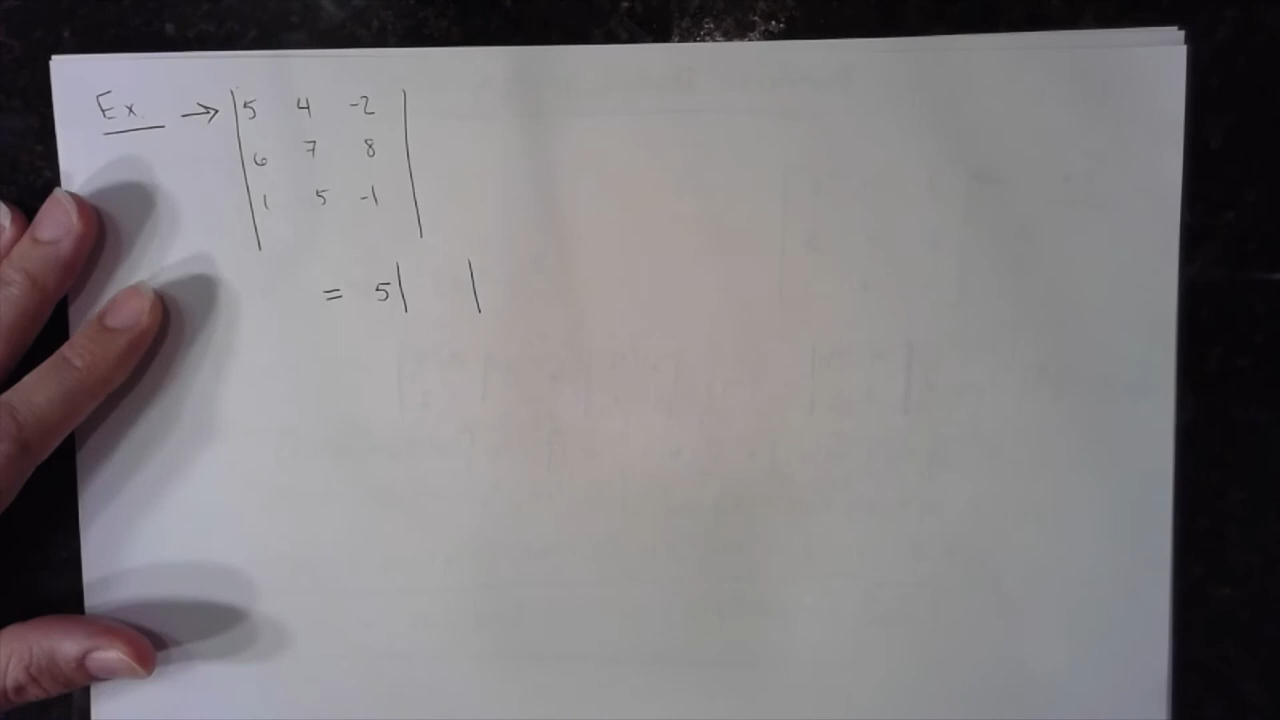 Ex. → | 5 4 -2 |
| 6 7 8 |
| 1 5 -1 |
= 5 | |